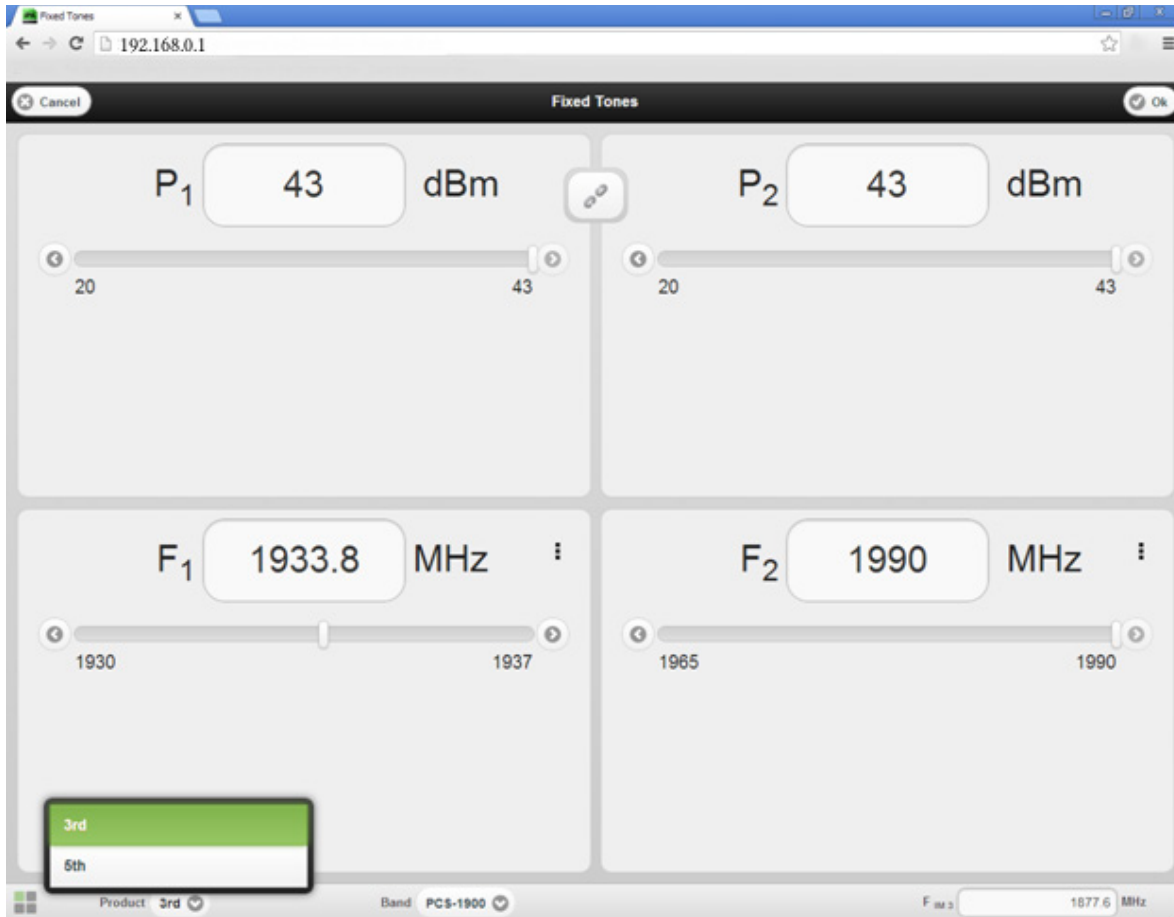 Fixed Tones
192.168.0.1
Cancel Fixed Tones Ok
P1 43 dBm P2 43 dBm
20 43 20 43
F1 1933.8 MHz F2 1990 MHz
1930 1937 1965 1990
3rd
5th
Product 3rd Band PCS-1900 F IM 3 1877.6 MHz